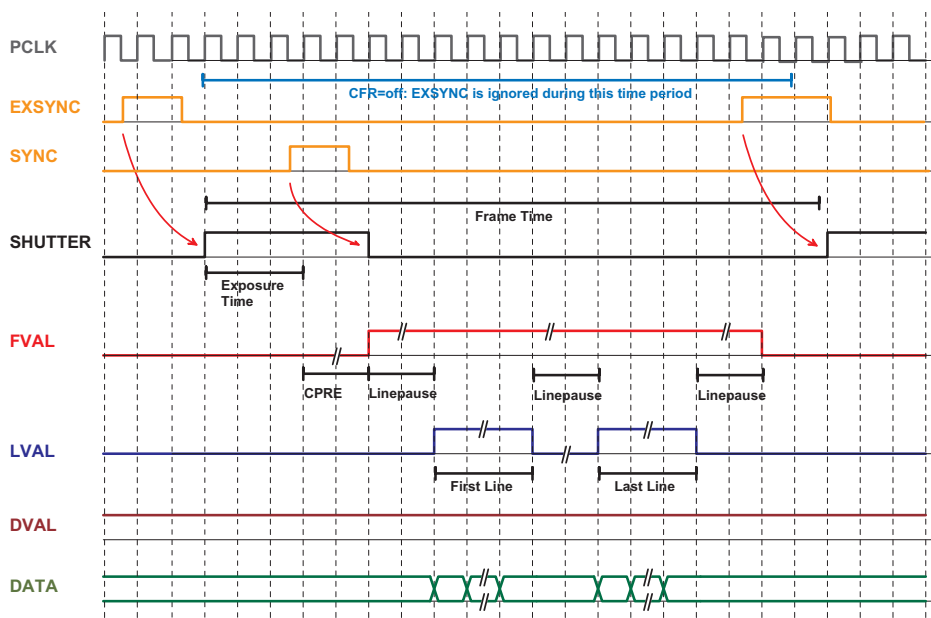 PCLK
CFR=off: EXSYNC is ignored during this time period
EXSYNC
SYNC
Frame Time
SHUTTER
Exposure
Time
FVAL
CPRE
Linepause
Linepause
Linepause
LVAL
First Line
Last Line
DVAL
DATA